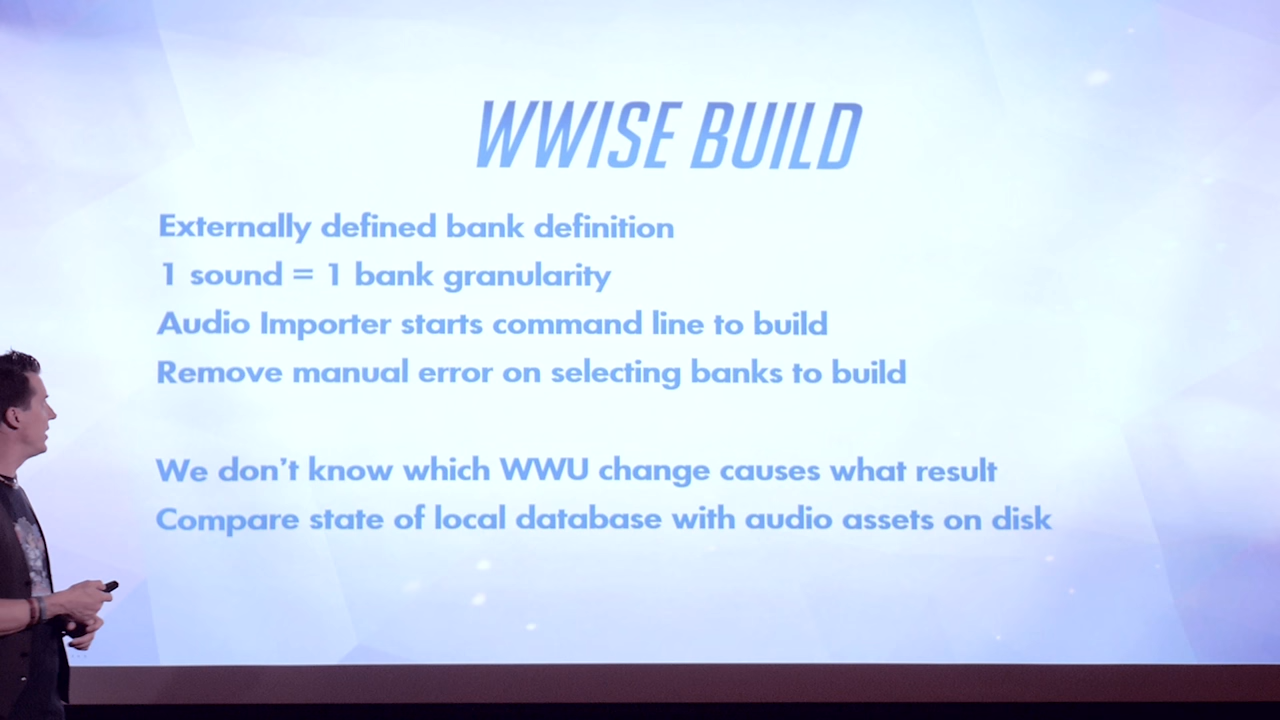 WWISE BUILD
Externally defined bank definition
1 sound = 1 bank granularity
Audio Importer starts command line to build
Remove manual error on selecting banks to build
We don't know which WWU change causes what result
Compare state of local database with audio assets on disk